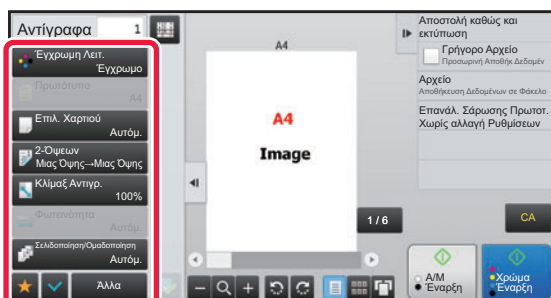 Αντίγραφα 1
Έγχρωμη Λειτ.
Έγχρωμο
Πρωτότυπο
A4
Επιλ. Χαρτιού
Αυτόμ.
2-Όψεων
Μιας Όψης→Μιας Όψης
Κλίμαξ Αντιγρ.
100%
Φωτεινότητα
Αυτόμ.
Σελιδοποίηση/Ομαδοποίηση
Αυτόμ.
Άλλα
A4
A4
Image
Αποστολή καθώς και
εκτύπωση
Γρήγορο Αρχείο
Προσωρινή Αποθήκ Δεδομέν
Αρχείο
Αποθήκευση Δεδομένων σε Φάκελο
Επανάλ. Σάρωσης Πρωτοτ.
Χωρίς αλλαγή Ρυθμίσεων
1 / 6
CA
Α/Μ
Έναρξη
Χρώμα
Έναρξη